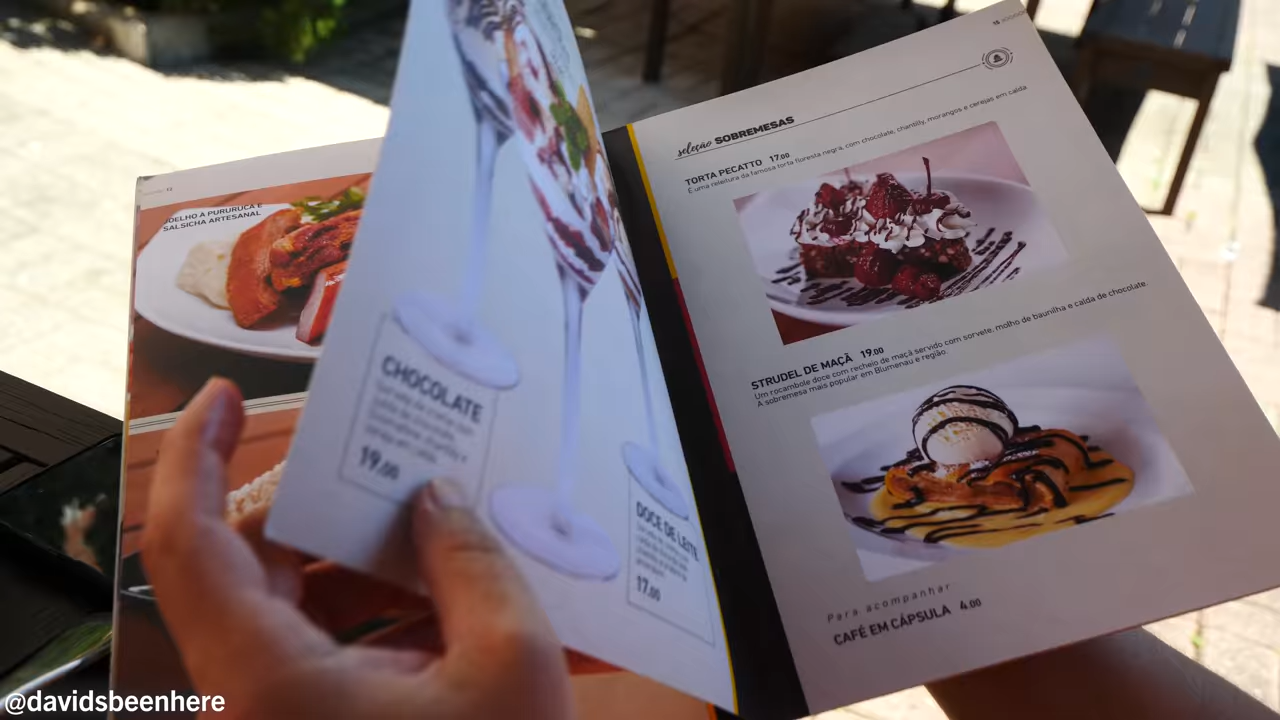 SALSICHA ARTESANAL
CHOCOLATE
19.00
DOCE DE LEITE
17.00
seleção SOBREMESAS
TORTA PECATTO 17.00
É uma releitura da famosa torta floresta negra, com chocolate, chantilly, morangos e cerejas em calda
STRUDEL DE MAÇÃ 19.00
Um rocambole doce com recheio de maçã servido com sorvete, molho de baunilha e calda de chocolate.
A sobremesa mais popular em Blumenau e região.
Para acompanhar
CAFÉ EM CÁPSULA 4.00
@davidsbeenhere